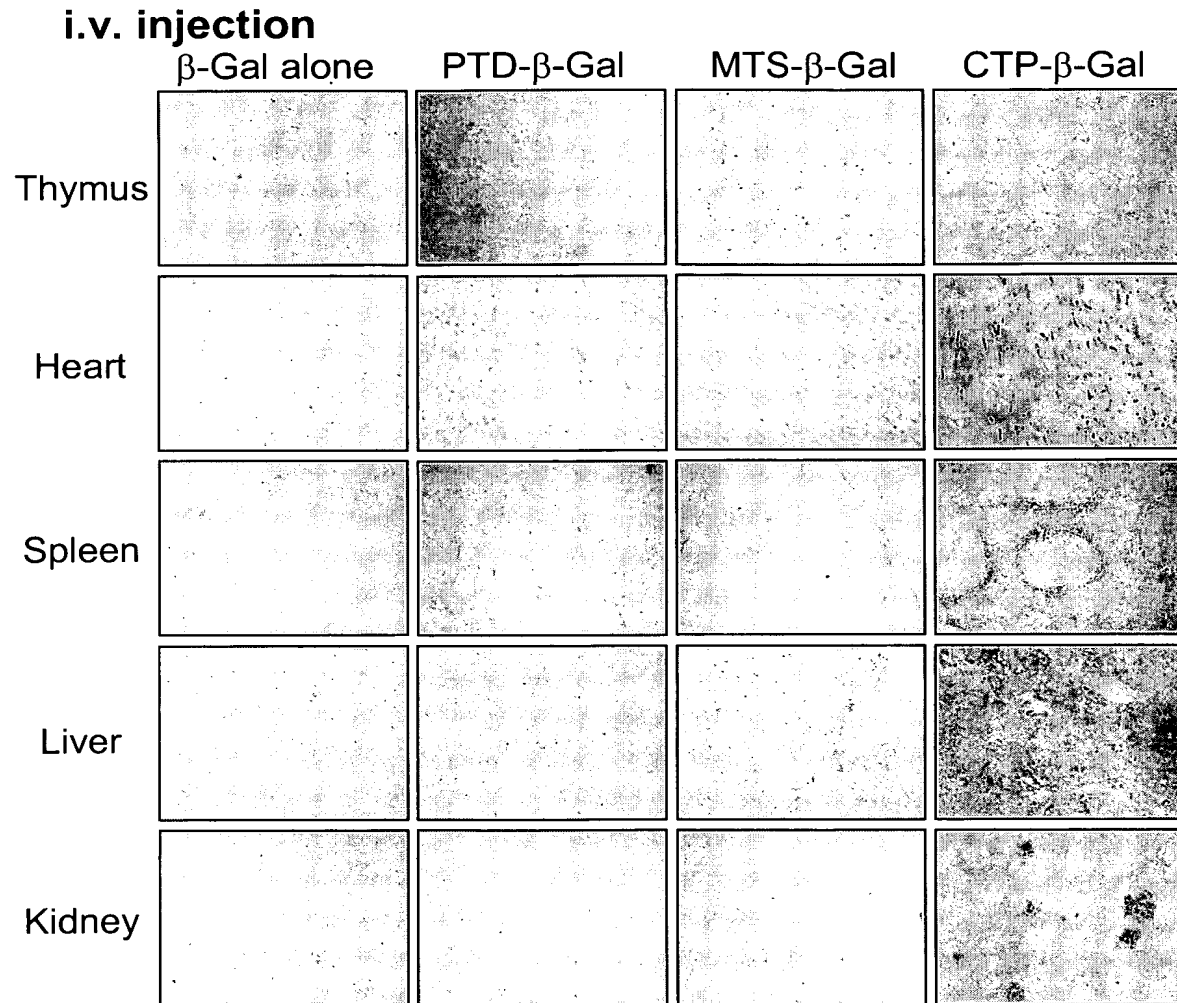 i.v. injection
β-Gal alone PTD-β-Gal MTS-β-Gal CTP-β-Gal
Thymus
Heart
Spleen
Liver
Kidney